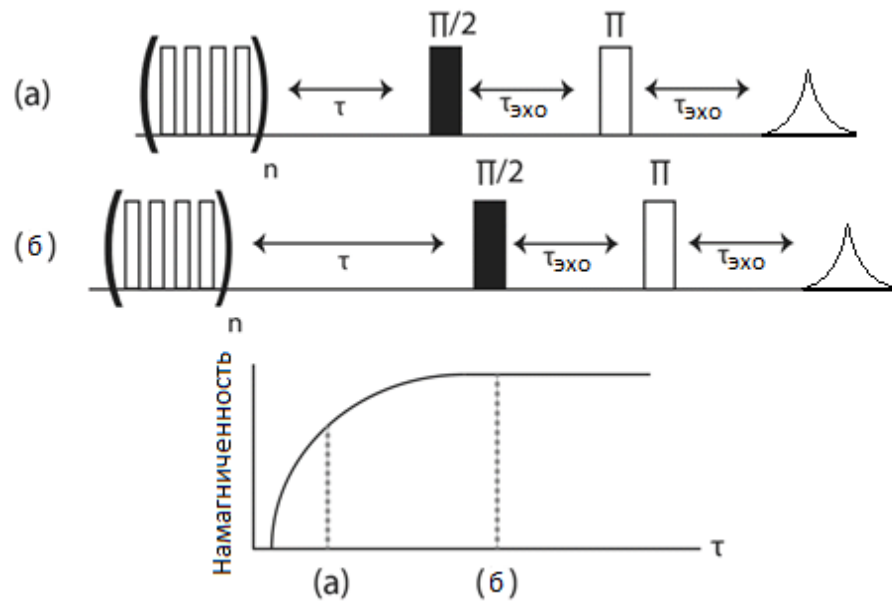 ∏/2 ∏
(а) τ τэхо τэхо
n
∏/2 ∏
(б) τ τэхо τэхо
n
Намагниченность
τ
(а) (б)